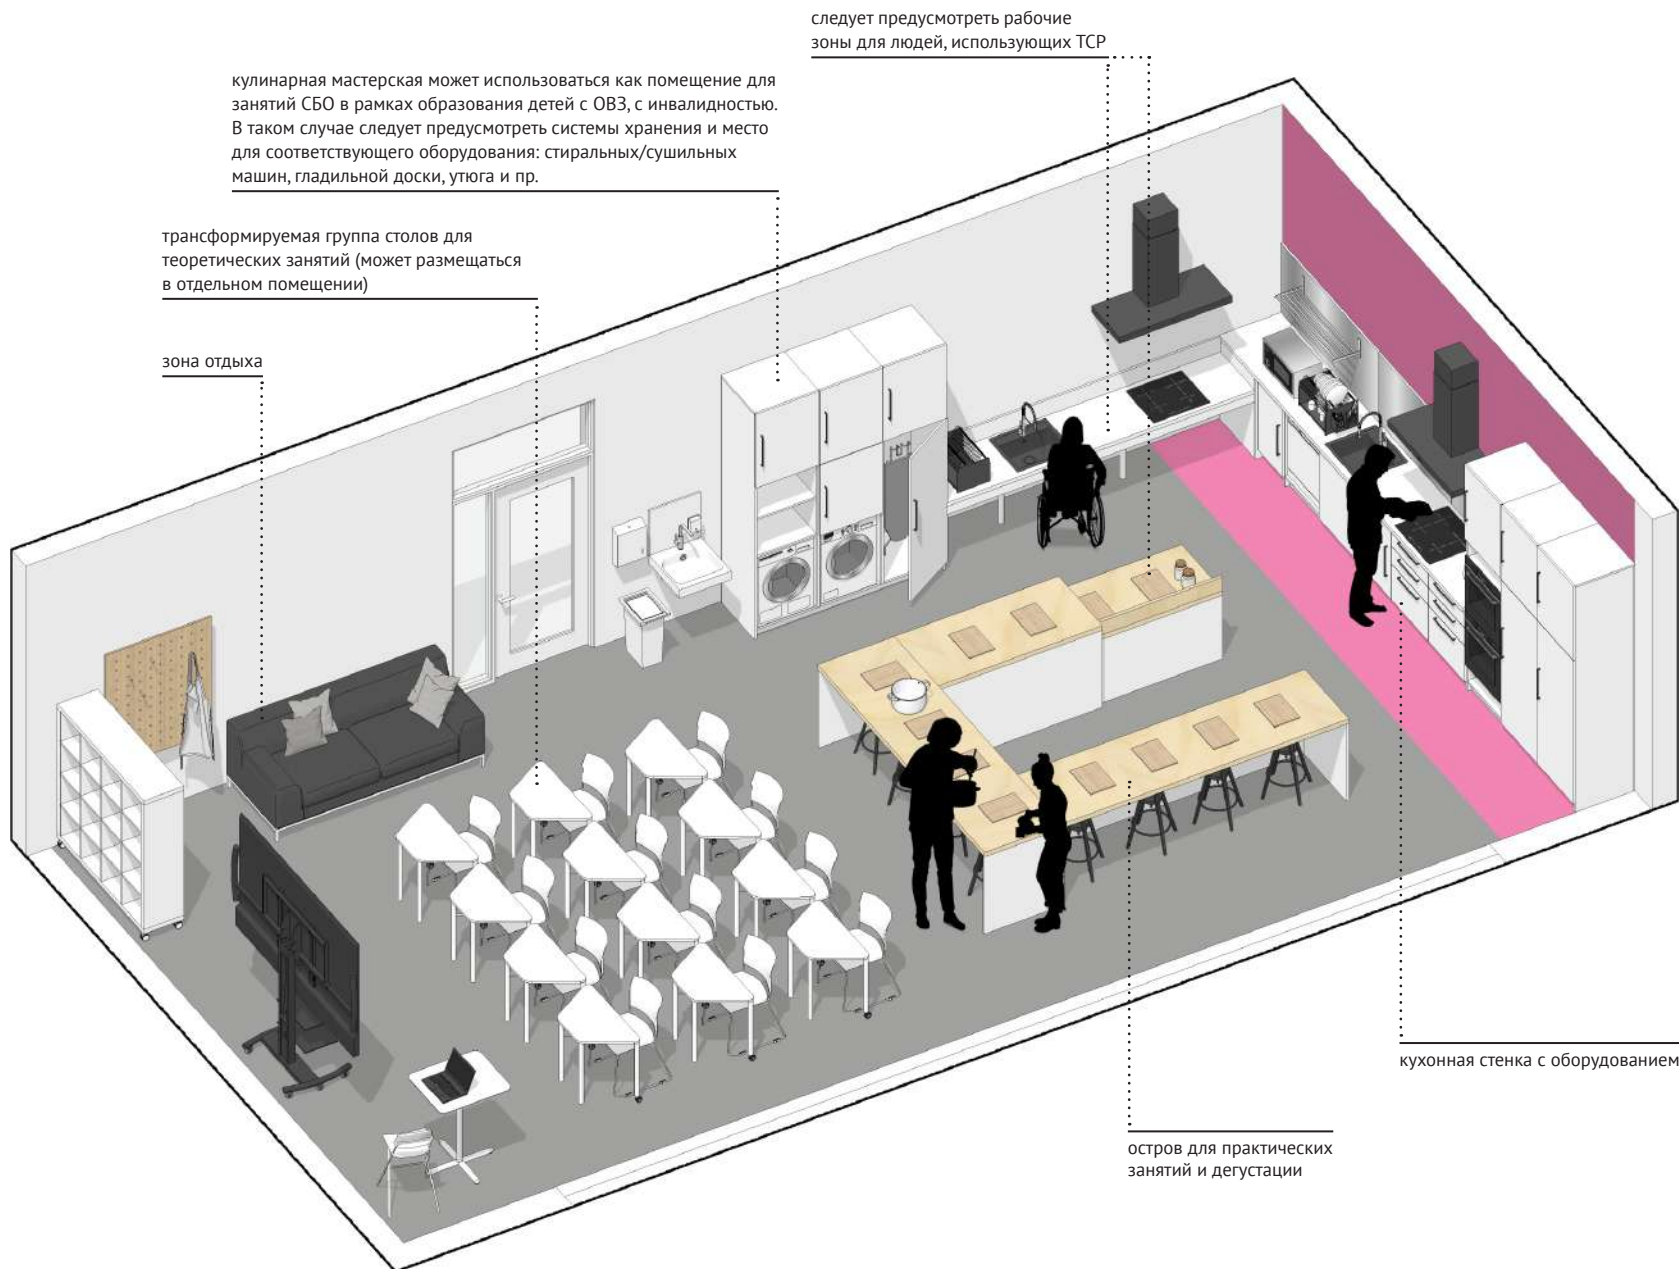 следует предусмотреть рабочие
зоны для людей, использующих ТСР
кулинарная мастерская может использоваться как помещение для
занятий СБО в рамках образования детей с ОВЗ, с инвалидностью.
В таком случае следует предусмотреть системы хранения и место
для соответствующего оборудования: стиральных/сушильных
машин, гладильной доски, утюга и пр.
трансформируемая группа столов для
теоретических занятий (может размещаться
в отдельном помещении)
зона отдыха
кухонная стенка с оборудованием
остров для практических
занятий и дегустации